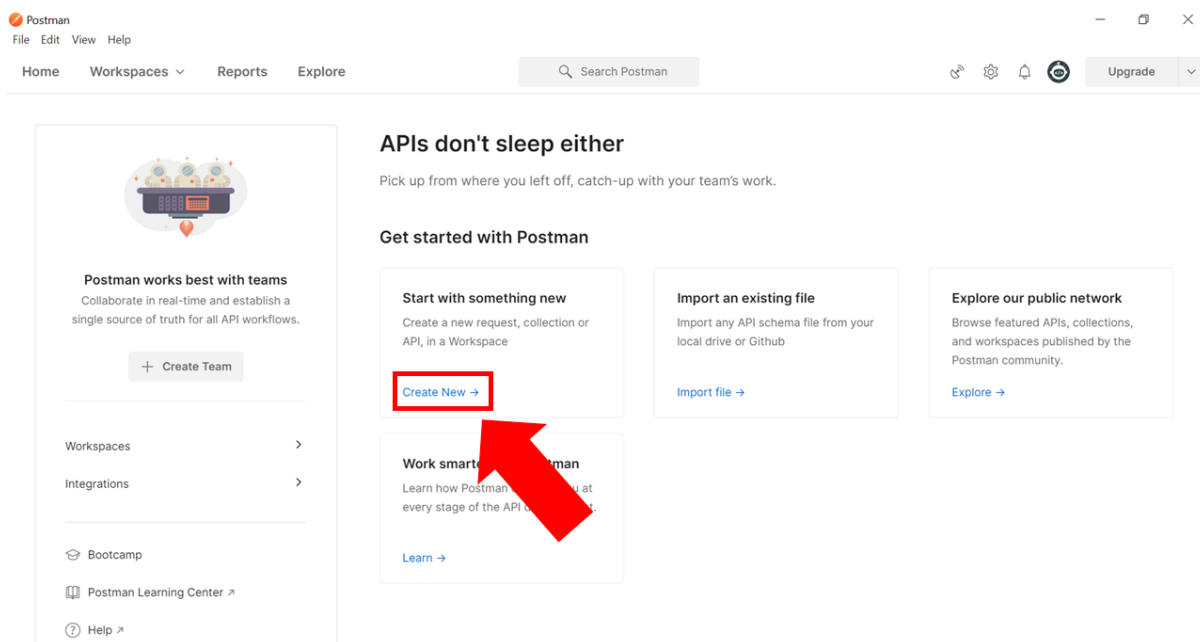 Postman
File Edit View Help
Home Workspaces Reports Explore Search Postman Upgrade
Postman works best with teams
Collaborate in real-time and establish a
single source of truth for all API workflows.
Create Team
Workspaces
Integrations
Bootcamp
Postman Learning Center ↗
Help ↗
APIs don't sleep either
Pick up from where you left off, catch-up with your team's work.
Get started with Postman
Start with something new
Create a new request, collection or
API, in a Workspace
Create New →
Import an existing file
Import any API schema file from your
local drive or Github
Import file →
Explore our public network
Browse featured APIs, collections,
and workspaces published by the
Postman community.
Explore →
Work
Learn how Postman at
every stage of the API
Learn →